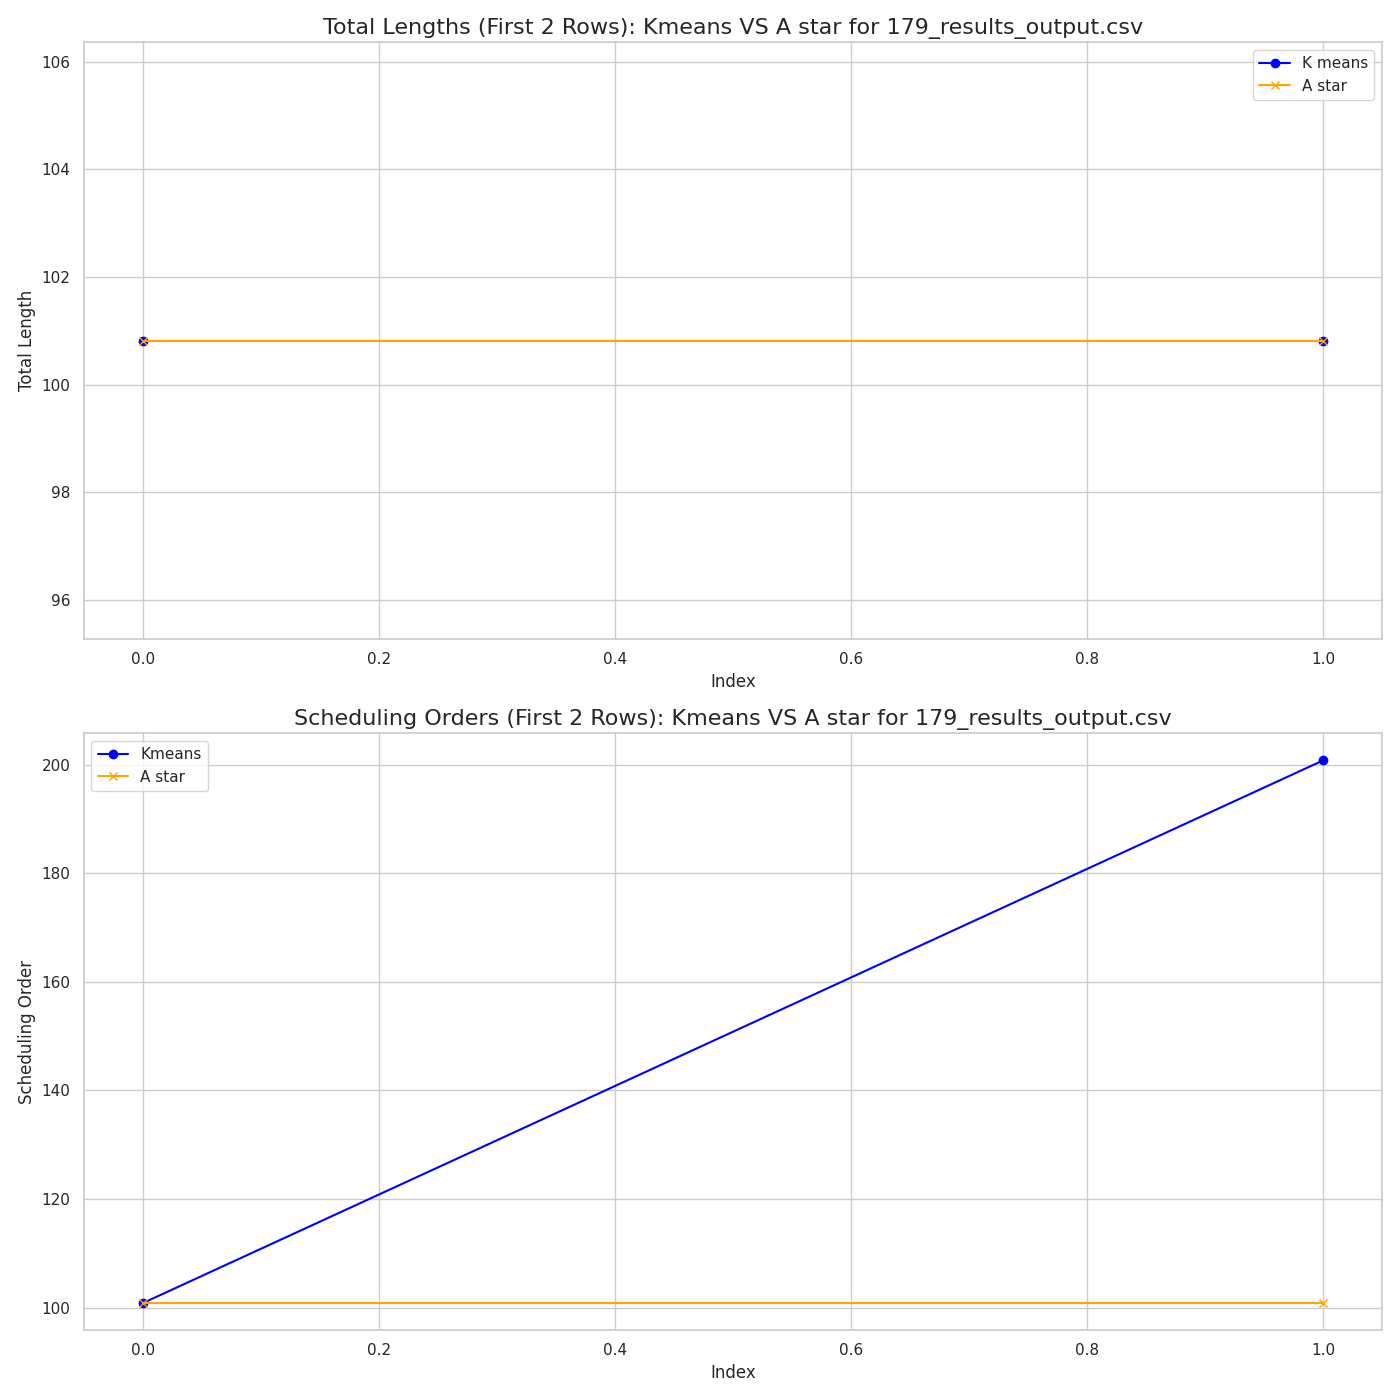 Total Lengths (First 2 Rows): Kmeans VS A star for 179_results_output.csv
K means
A star
106
104
102
100
98
96
Total Length
0.0 0.2 0.4 0.6 0.8 1.0
Index
Scheduling Orders (First 2 Rows): Kmeans VS A star for 179_results_output.csv
Kmeans
A star
200
180
160
140
120
100
Scheduling Order
0.0 0.2 0.4 0.6 0.8 1.0
Index